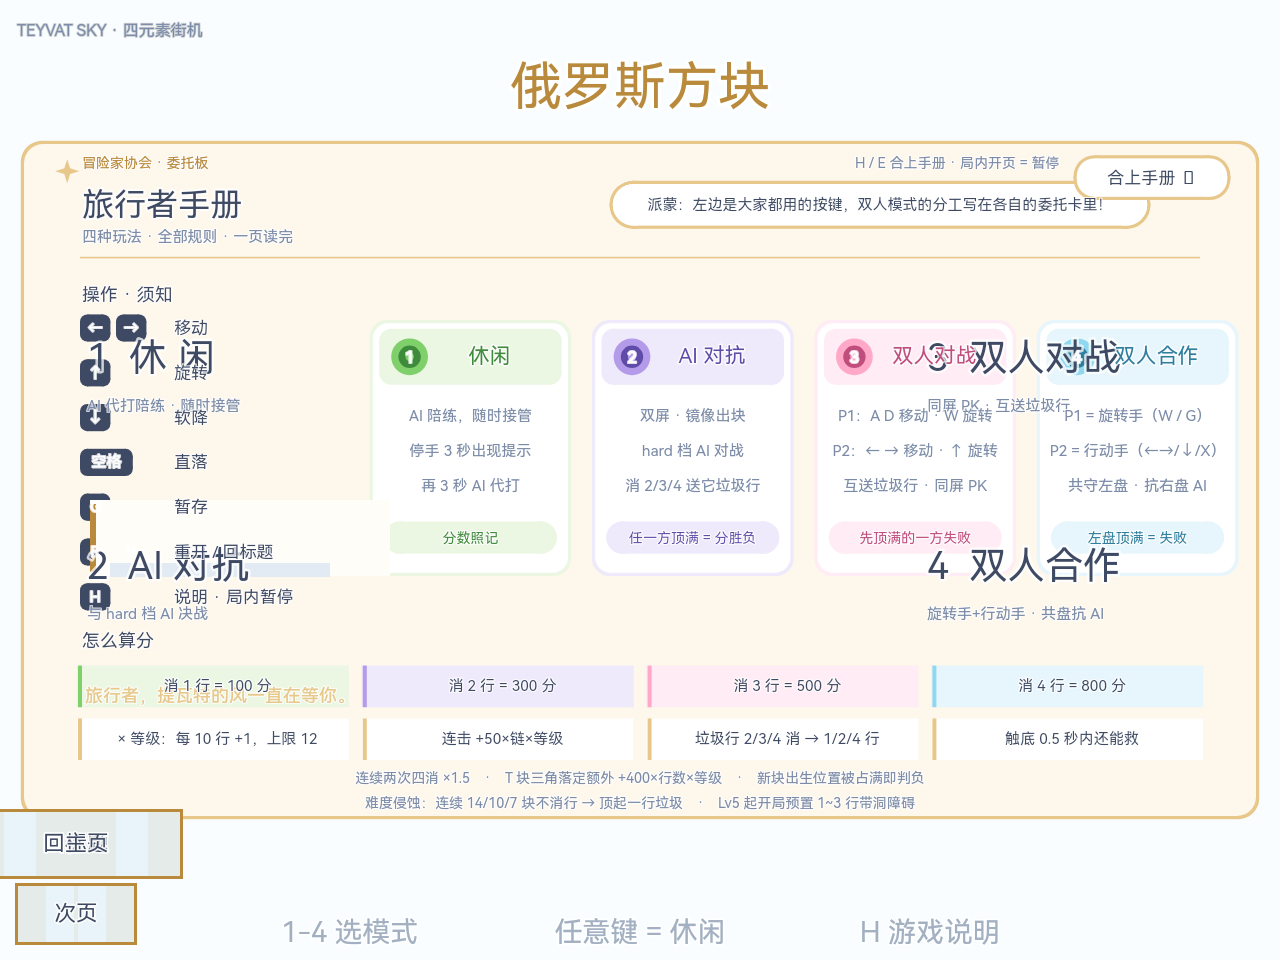 TEYVAT SKY · 四元素街机
俄罗斯方块
冒险家协会 · 委托板
H / E 合上手册 · 局内开页 = 暂停
合上手册
旅行者手册
派蒙：左边是大家都用的按键，双人模式的分工写在各自的委托卡里！
四种玩法 · 全部规则 · 一页读完
操作 · 须知
← → 移动
↑ 旋转
↓ 软降
空格 直落
暂存
重开 / 回标题
H 说明 · 局内暂停
1 休 闲
AI 代打陪练 · 随时接管
2 AI 对抗
与 hard 档 AI 决战
3 双人对战
同屏 PK · 互送垃圾行
4 双人合作
旋转手+行动手 · 共盘抗 AI
1 休闲
AI 陪练，随时接管
停手 3 秒出现提示
再 3 秒 AI 代打
分数照记
2 AI 对抗
双屏 · 镜像出块
hard 档 AI 对战
消 2/3/4 送它垃圾行
任一方顶满 = 分胜负
3 双人对战
P1：A D 移动 · W 旋转
P2：← → 移动 · ↑ 旋转
互送垃圾行 · 同屏 PK
先顶满的一方失败
双人合作
P1 = 旋转手（W / G）
P2 = 行动手（←→/↓/X）
共守左盘 · 抗右盘 AI
左盘顶满 = 失败
怎么算分
消 1 行 = 100 分
消 2 行 = 300 分
消 3 行 = 500 分
消 4 行 = 800 分
旅行者，提瓦特的风一直在等你。
× 等级：每 10 行 +1，上限 12
连击 +50×链×等级
垃圾行 2/3/4 消 → 1/2/4 行
触底 0.5 秒内还能救
连续两次四消 ×1.5 · T 块三角落定额外 +400×行数×等级 · 新块出生位置被占满即判负
难度侵蚀：连续 14/10/7 块不消行 → 顶起一行垃圾 · Lv5 起开局预置 1~3 行带洞障碍
次页
1-4 选模式
任意键 = 休闲
H 游戏说明